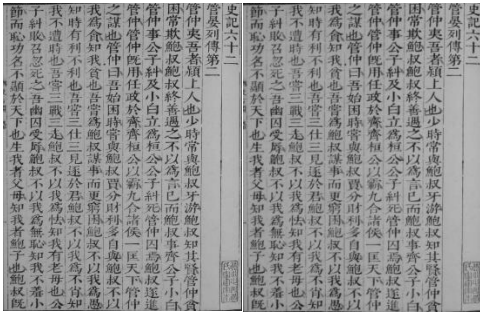 史記六十二
管晏列傳第二
管仲夷吾者潁上人也少時常與鮑叔牙游鮑叔知其賢管仲貧
困常欺鮑叔鮑叔終善遇之不以爲言已而鮑叔事齊公子小白
管仲事公子糾及小白立爲桓公公子糾死管仲囚焉鮑叔遂進
管仲管仲既用任政於齊齊桓公以霸九合諸侯一匡天下管仲
之謀也管仲曰吾始困時常與鮑叔賈分財利多自與鮑叔不以
我爲貪知我貧也吾嘗爲鮑叔謀事而更窮困鮑叔不以我爲愚
知時有利不利也吾嘗三仕三見逐於君鮑叔不以我爲不肖知
我不遭時也吾嘗三戰三走鮑叔不以我爲怯知我有老母也公
子糾敗召忽死之吾幽囚受辱鮑叔不以我爲無恥知我不羞小
節而恥功名不顯於天下也生我者父母知我者鮑子也鮑叔既
史記六十二
管晏列傳第二
管仲夷吾者潁上人也少時常與鮑叔牙游鮑叔知其賢管仲貧
困常欺鮑叔鮑叔終善遇之不以爲言已而鮑叔事齊公子小白
管仲事公子糾及小白立爲桓公公子糾死管仲囚焉鮑叔遂進
管仲管仲既用任政於齊齊桓公以霸九合諸侯一匡天下管仲
之謀也管仲曰吾始困時常與鮑叔賈分財利多自與鮑叔不以
我爲貪知我貧也吾嘗爲鮑叔謀事而更窮困鮑叔不以我爲愚
知時有利不利也吾嘗三仕三見逐於君鮑叔不以我爲不肖知
我不遭時也吾嘗三戰三走鮑叔不以我爲怯知我有老母也公
子糾敗召忽死之吾幽囚受辱鮑叔不以我爲無恥知我不羞小
節而恥功名不顯於天下也生我者父母知我者鮑子也鮑叔既